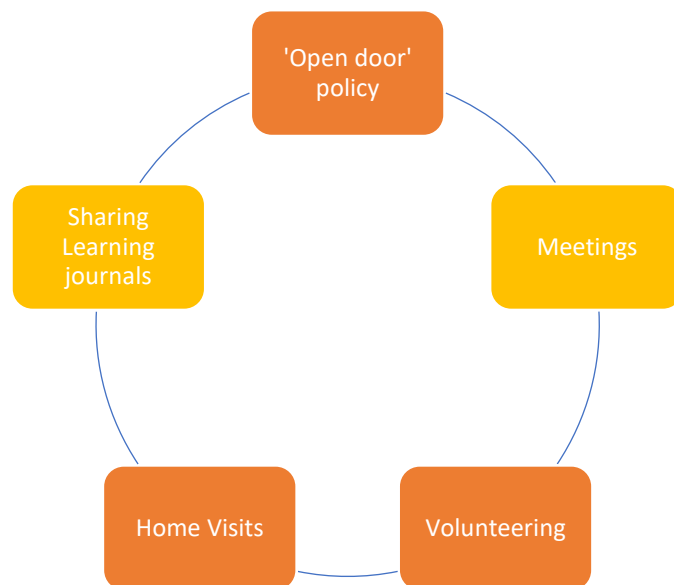 'Open door'
policy
Meetings
Volunteering
Home Visits
Sharing
Learning
journals